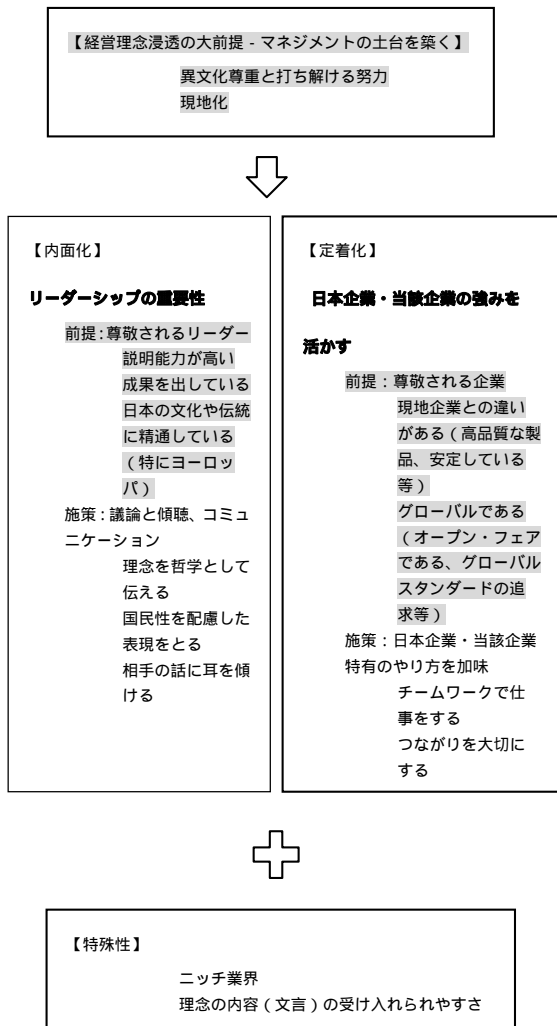 【経営理念浸透の大前提 - マネジメントの土台を築く】
異文化尊重と打ち解ける努力
現地化
【内面化】
リーダーシップの重要性
前提：尊敬されるリーダー
説明能力が高い
成果を出している
日本の文化や伝統
に精通している
（特にヨーロッ
パ）
施策：議論と傾聴、コミュ
ニケーション
理念を哲学として
伝える
国民性を配慮した
表現をとる
相手の話に耳を傾
ける
【定着化】
日本企業・当該企業の強みを
活かす
前提：尊敬される企業
現地企業との違い
がある（高品質な製
品、安定している
等）
グローバルである
（オープン・フェア
である、グローバル
スタンダードの追
求等）
施策：日本企業・当該企業
特有のやり方を加味
チームワークで仕
事をする
つながりを大切に
する
【特殊性】
ニッチ業界
理念の内容（文言）の受け入れられやすさ